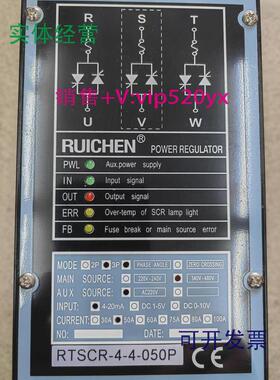 实体经营
R S T
销售+V:vip520yx
U V W
RUICHEN® POWER REGULATOR
PWL Aux.power supply
IN Input signal
OUT Output signal
ERR Over-temp of SCR lamp light
FB Fuse break or main source error
MODE 2P 3P PHASE ANGLE ZERO CROSSING
MAIN SOURCE 220V-240V 340V-480V
AUX SOURCE AC220V
INPUT: 4-20mA DC:1-5V DC:0-10V
CURRENT 30A 50A 60A 75A 80A 100A
NO.: DATE:
RTSCR-4-4-050P CE
可开发票